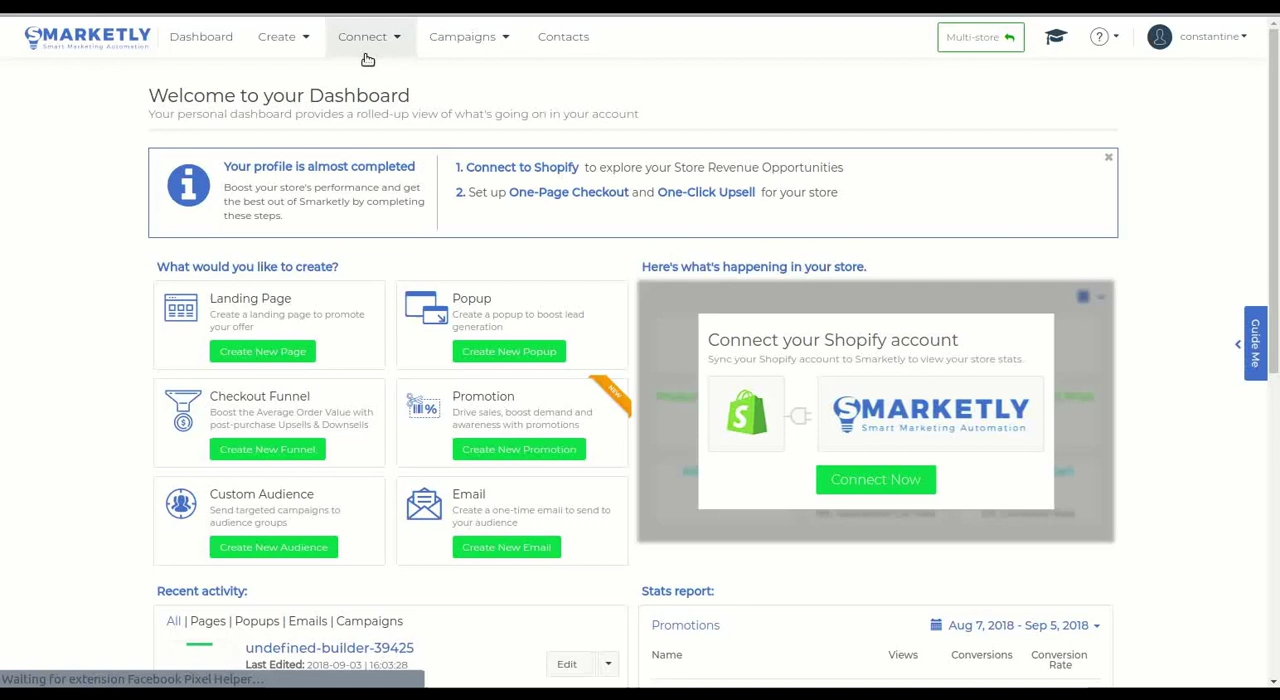 SMARKETLY
Smart Marketing Automation
Dashboard Create Connect Campaigns Contacts
Multi-store
?
constantine
Welcome to your Dashboard
Your personal dashboard provides a rolled-up view of what's going on in your account
Your profile is almost completed
Boost your store's performance and get
the best out of Smarketly by completing
these steps.
1. Connect to Shopify to explore your Store Revenue Opportunities
2. Set up One-Page Checkout and One-Click Upsell for your store
What would you like to create?
Landing Page
Create a landing page to promote
your offer
Create New Page
Popup
Create a popup to boost lead
generation
Create New Popup
Checkout Funnel
Boost the Average Order Value with
post-purchase Upsells & Downsells
Create New Funnel
Promotion
NEW
Drive sales, boost demand and
awareness with promotions
Create New Promotion
Custom Audience
Send targeted campaigns to
audience groups
Create New Audience
Email
Create a one-time email to send to
your audience
Create New Email
Here's what's happening in your store.
Connect your Shopify account
Sync your Shopify account to Smarketly to view your store stats.
SMARKETLY
Smart Marketing Automation
Connect Now
Guide Me
Recent activity:
All | Pages | Popups | Emails | Campaigns
undefined-builder-39425
Last Edited: 2018-09-03 | 16:03:28
Edit
Stats report:
Promotions
Aug 7, 2018 - Sep 5, 2018
Name Views Conversions Conversion
Rate
Waiting for extension Facebook Pixel Helper...